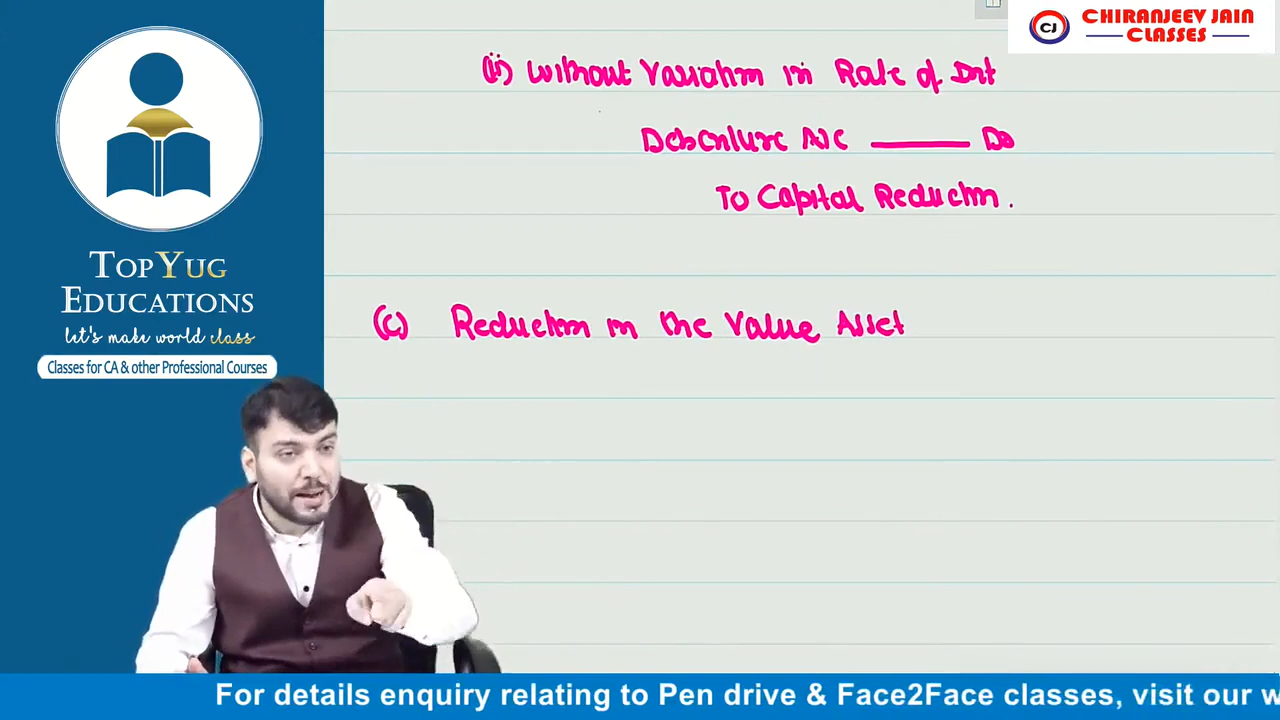 CHIRANJEEV JAIN
CLASSES
CJ
(ii) Without Variation in Rate of Int
Debenture A/c ——— Dr
To Capital Reduction.
TOPYUG
EDUCATIONS
let's make world class
Classes for CA & other Professional Courses
(c) Reduction in the Value Asset
For details enquiry relating to Pen drive & Face2Face classes, visit our w